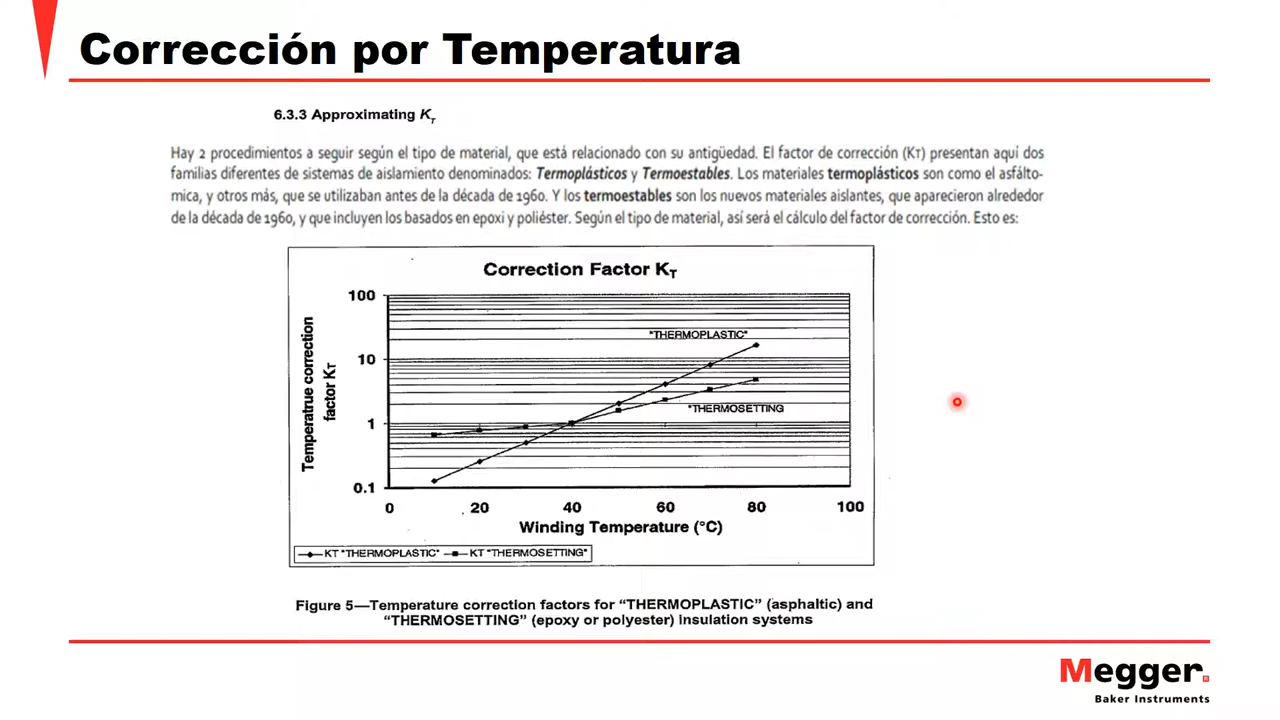 Corrección por Temperatura
6.3.3 Approximating KT
Hay 2 procedimientos a seguir según el tipo de material, que está relacionado con su antigüedad. El factor de corrección (KT) presentan aquí dos
familias diferentes de sistemas de aislamiento denominados: Termoplásticos y Termoestables. Los materiales termoplásticos son como el asfálto-
mica, y otros más, que se utilizaban antes de la década de 1960. Y los termoestables son los nuevos materiales aislantes, que aparecieron alrededor
de la década de 1960, y que incluyen los basados en epoxi y poliéster. Según el tipo de material, así será el cálculo del factor de corrección. Esto es:
Correction Factor KT
Temperatrue correction
factor KT
100
10
1
0.1
"THERMOPLASTIC"
"THERMOSETTING
0 20 40 60 80 100
Winding Temperature (°C)
KT "THERMOPLASTIC" KT "THERMOSETTING"
Figure 5—Temperature correction factors for “THERMOPLASTIC” (asphaltic) and
“THERMOSETTING” (epoxy or polyester) insulation systems
Megger
Baker Instruments